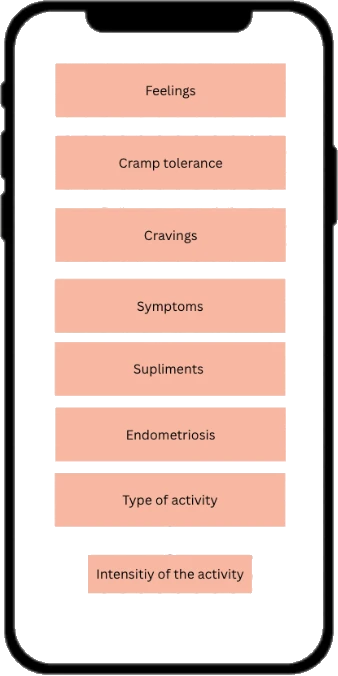 Feelings
Cramp tolerance
Cravings
Symptoms
Supliments
Endometriosis
Type of activity
Intensitiy of the activity